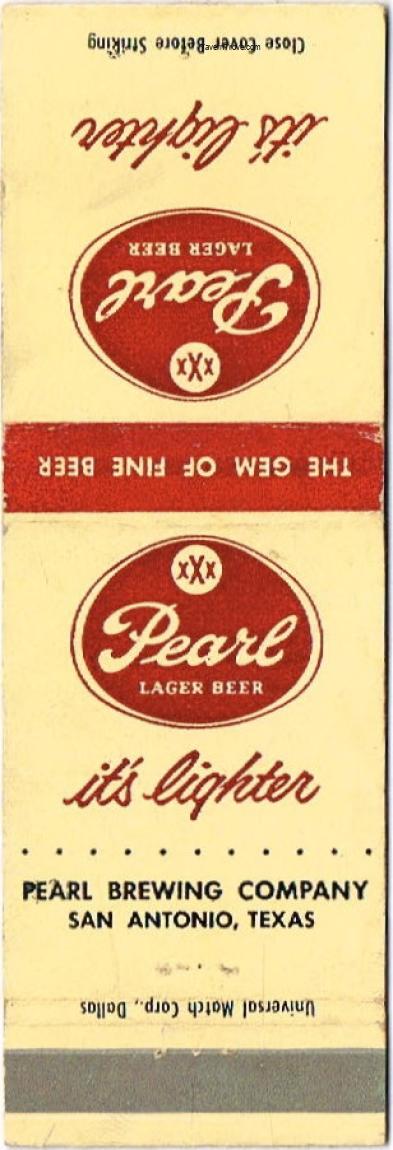 Close Cover Before Striking
it's lighter
LAGER BEER
Pearl
xXx
THE GEM OF FINE BEER
xXx
Pearl
LAGER BEER
it's lighter
PEARL BREWING COMPANY
SAN ANTONIO, TEXAS
Universal Match Corp., Dallas